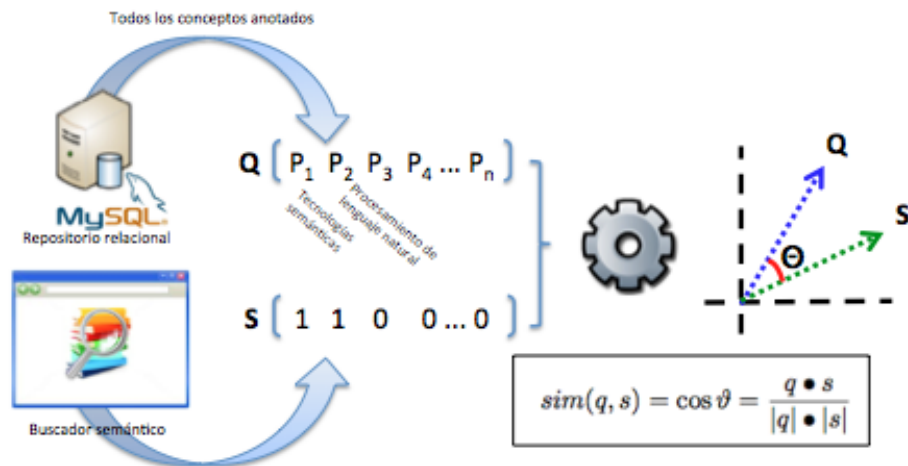 Todos los conceptos anotados
Q [ P₁ P₂ P₃ P₄ ... Pₙ ]
Tecnologías
semánticas
Procesamiento de
lenguaje natural
MySQL®
Repositorio relacional
S [ 1 1 0 0 ... 0 ]
Buscador semántico
Q
S
Θ
sim(q, s) = cos ϑ = q • s / |q| • |s|